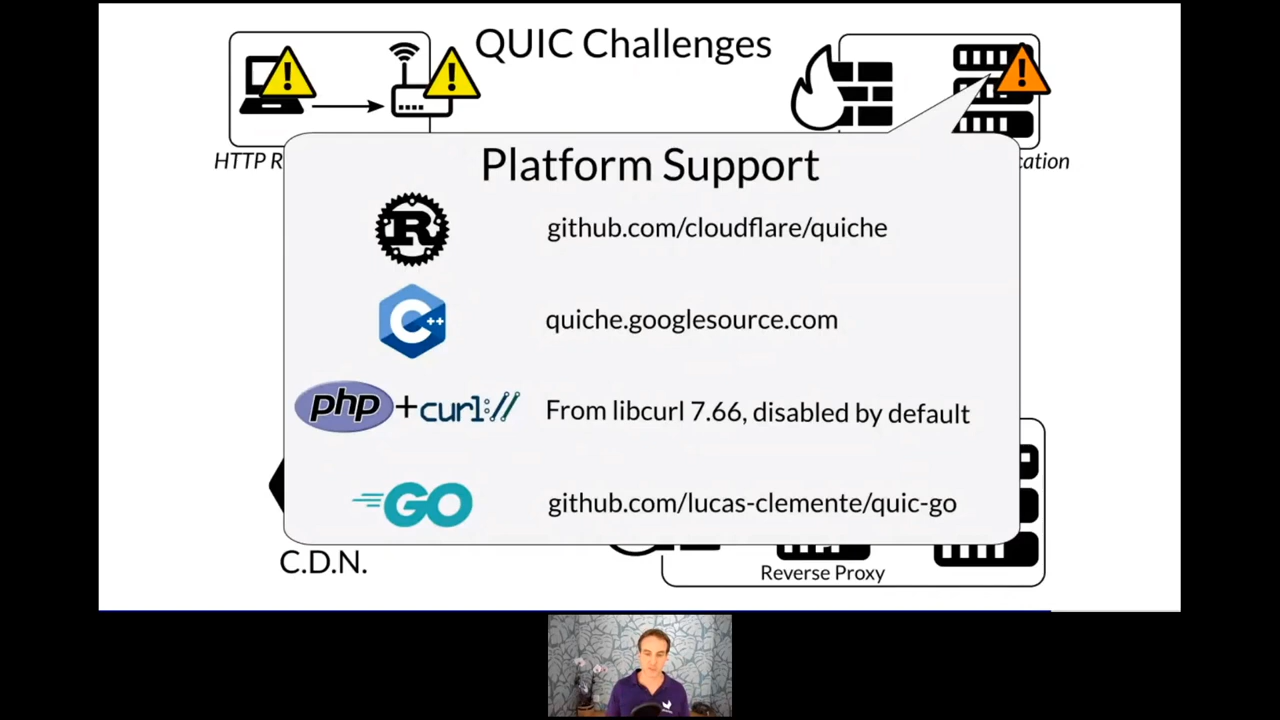 QUIC Challenges
HTTP R
cation
Platform Support
R
github.com/cloudflare/quiche
C++
quiche.googlesource.com
php+curl://
From libcurl 7.66, disabled by default
GO
github.com/lucas-clemente/quic-go
C.D.N.
Reverse Proxy